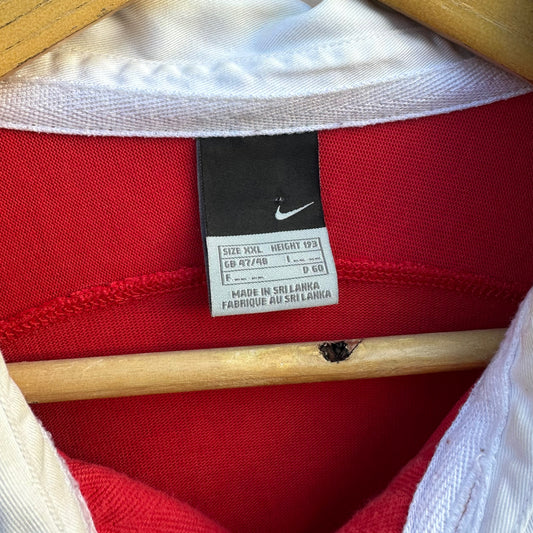 SIZE XXL HEIGHT 193
GB 47/48 I -- --
F -- -- D 60
MADE IN SRI LANKA
FABRIQUE AU SRI LANKA